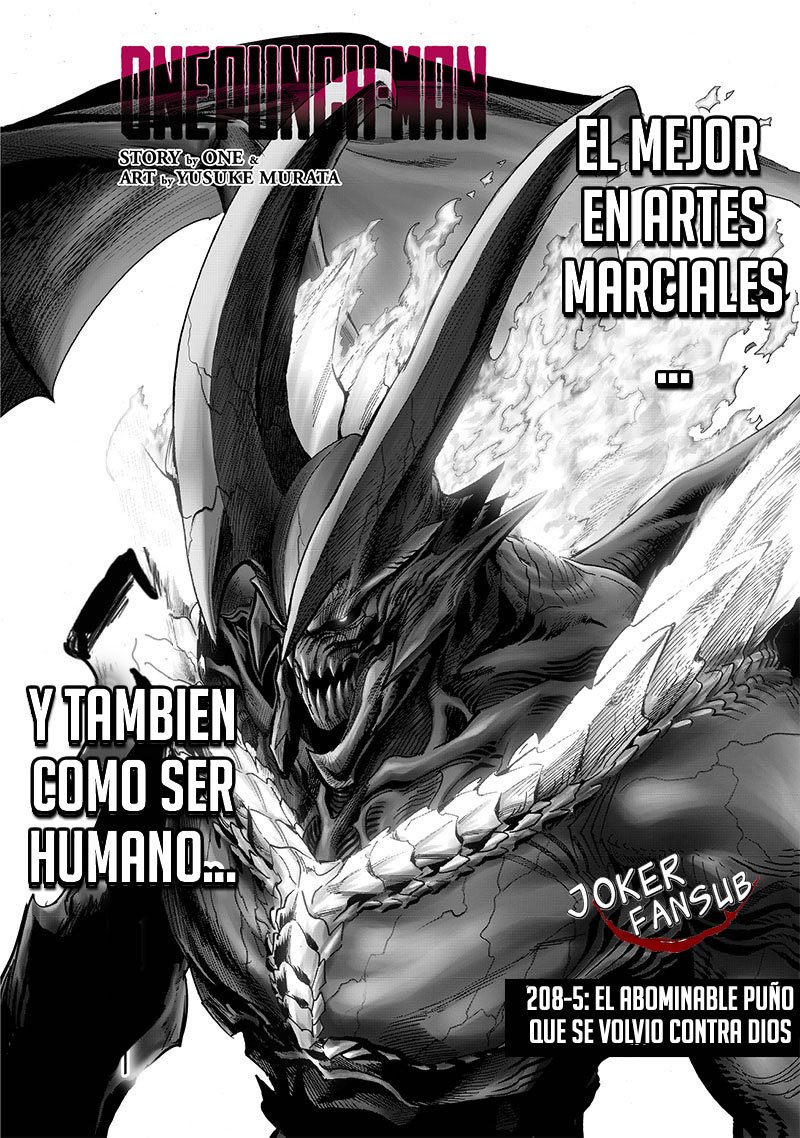 ONEPUNCH-MAN
STORY by ONE &
ART by YUSUKE MURATA
EL MEJOR
EN ARTES
MARCIALES
...
Y TAMBIEN
COMO SER
HUMANO...
JOKER
FANSUB
208-5: EL ABOMINABLE PUÑO
QUE SE VOLVIO CONTRA DIOS